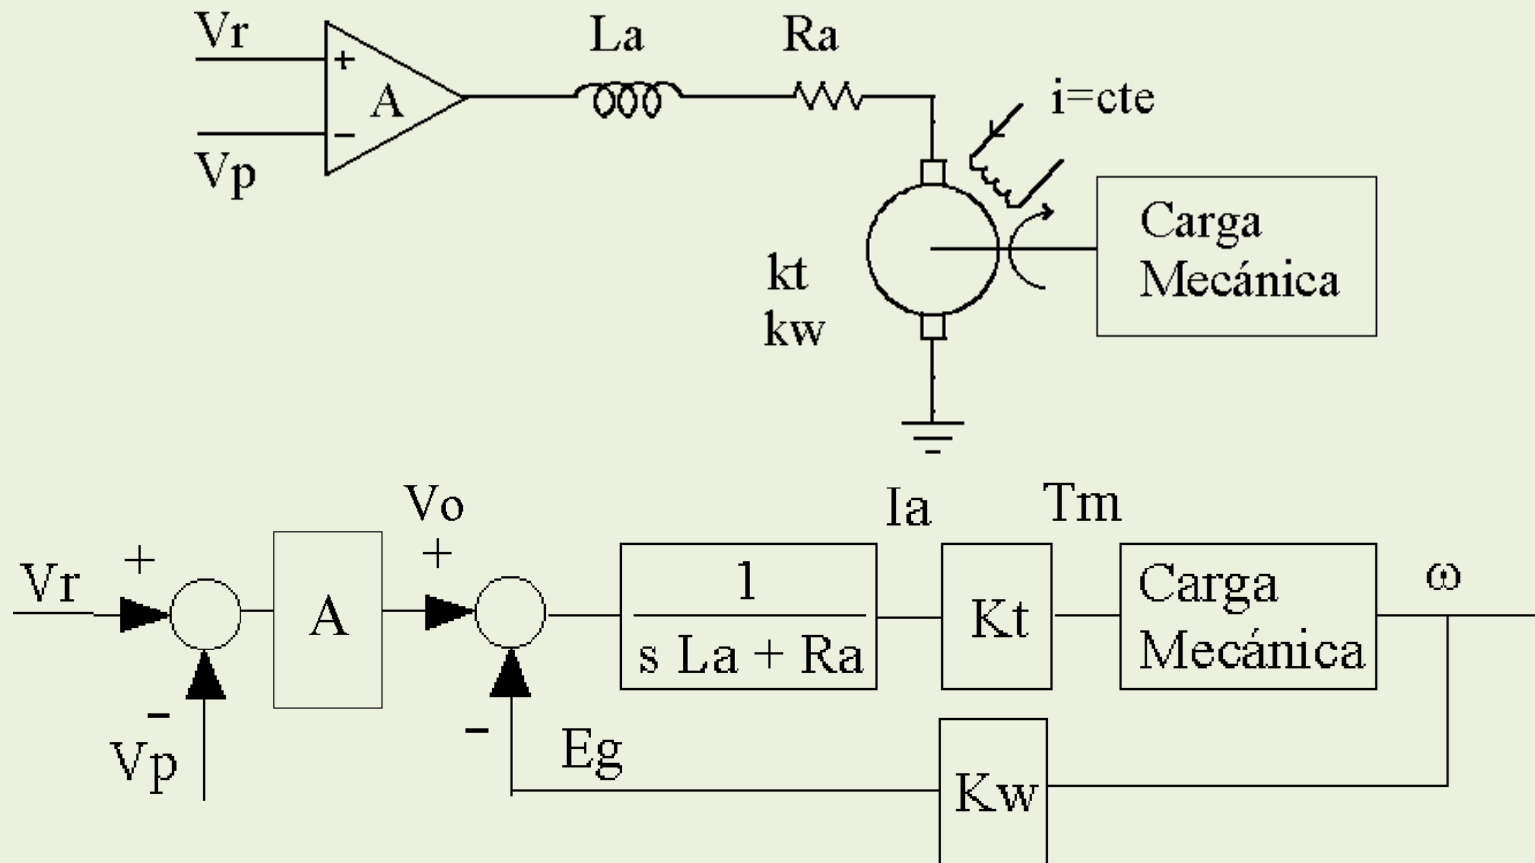 Vr
La
Ra
+
A
i=cte
−
Vp
Carga
Mecánica
kt
kw
Vo
Ia
Tm
+
+
Vr
A
1
s La + Ra
Kt
Carga
Mecánica
ω
−
−
Vp
Eg
Kw